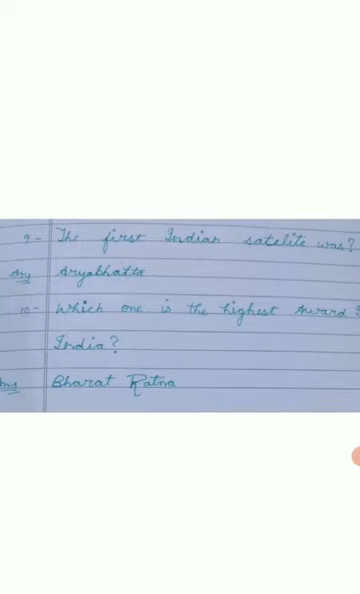 9- The first Indian satelite was?
Ans Aryabhatta
10- Which one is the highest Award
India?
Ans Bharat Ratna